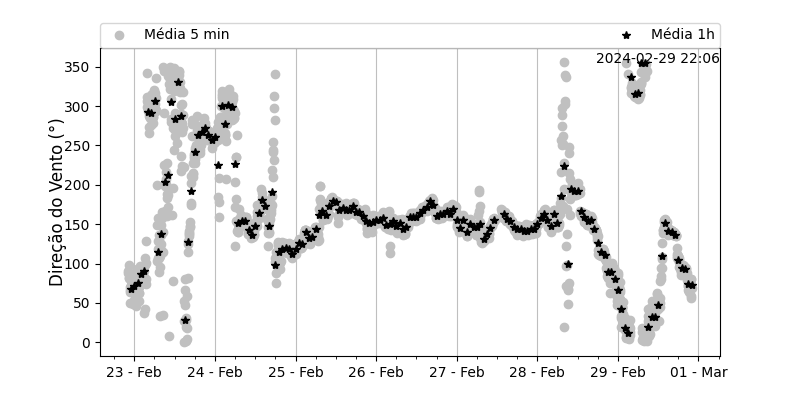 Média 5 min
Média 1h
2024-02-29 22:06
Direção do Vento (°)
350
300
250
200
150
100
50
0
23 - Feb
24 - Feb
25 - Feb
26 - Feb
27 - Feb
28 - Feb
29 - Feb
01 - Mar